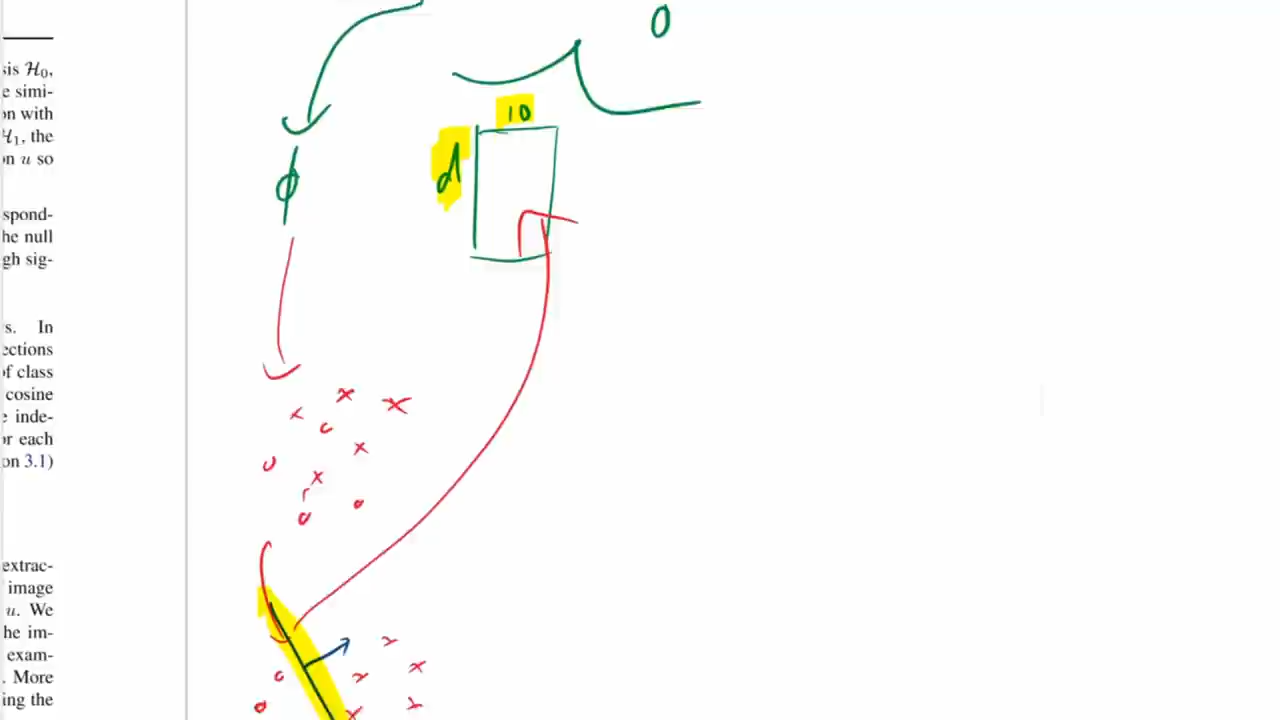 sis H₀,
e simi-
on with
H₁, the
on u so
spond-
he null
gh sig-
s. In
ections
of class
cosine
e inde-
or each
on 3.1)
extrac-
image
u. We
he im-
exam-
. More
ing the
0
10
d
ϕ